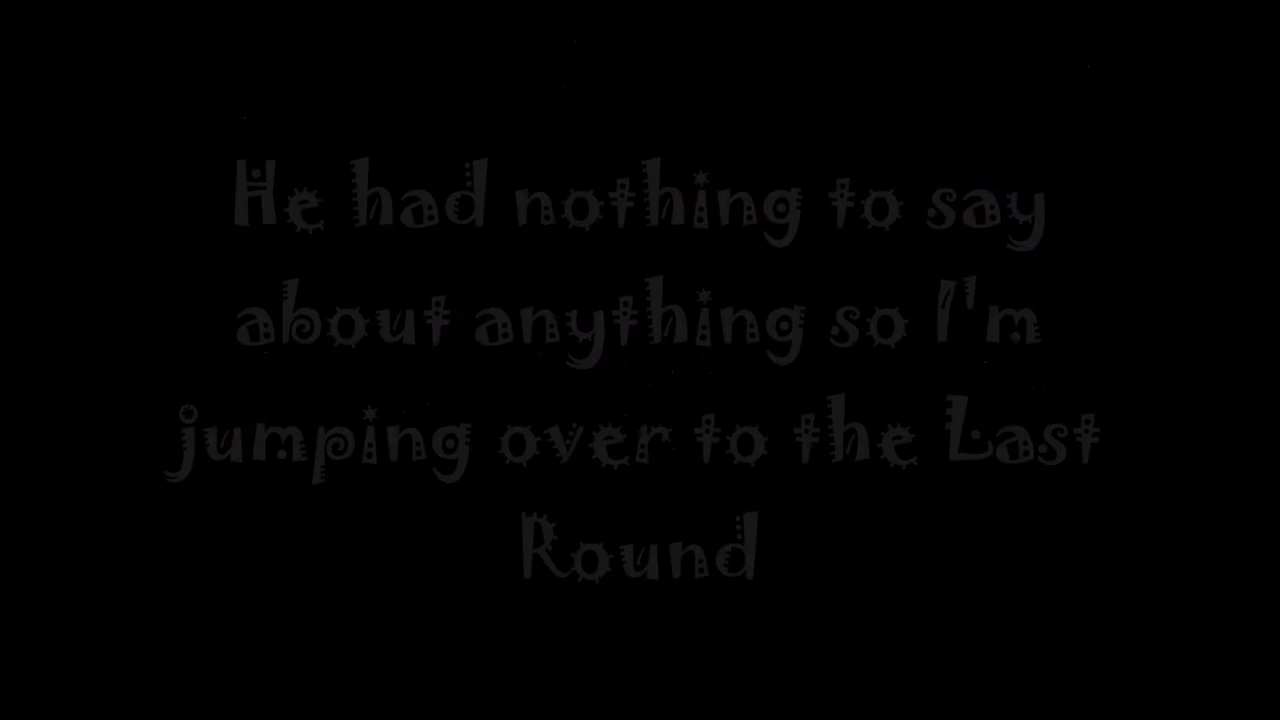 He had nothing to say
about anything so I'm
jumping over to the Last
Round